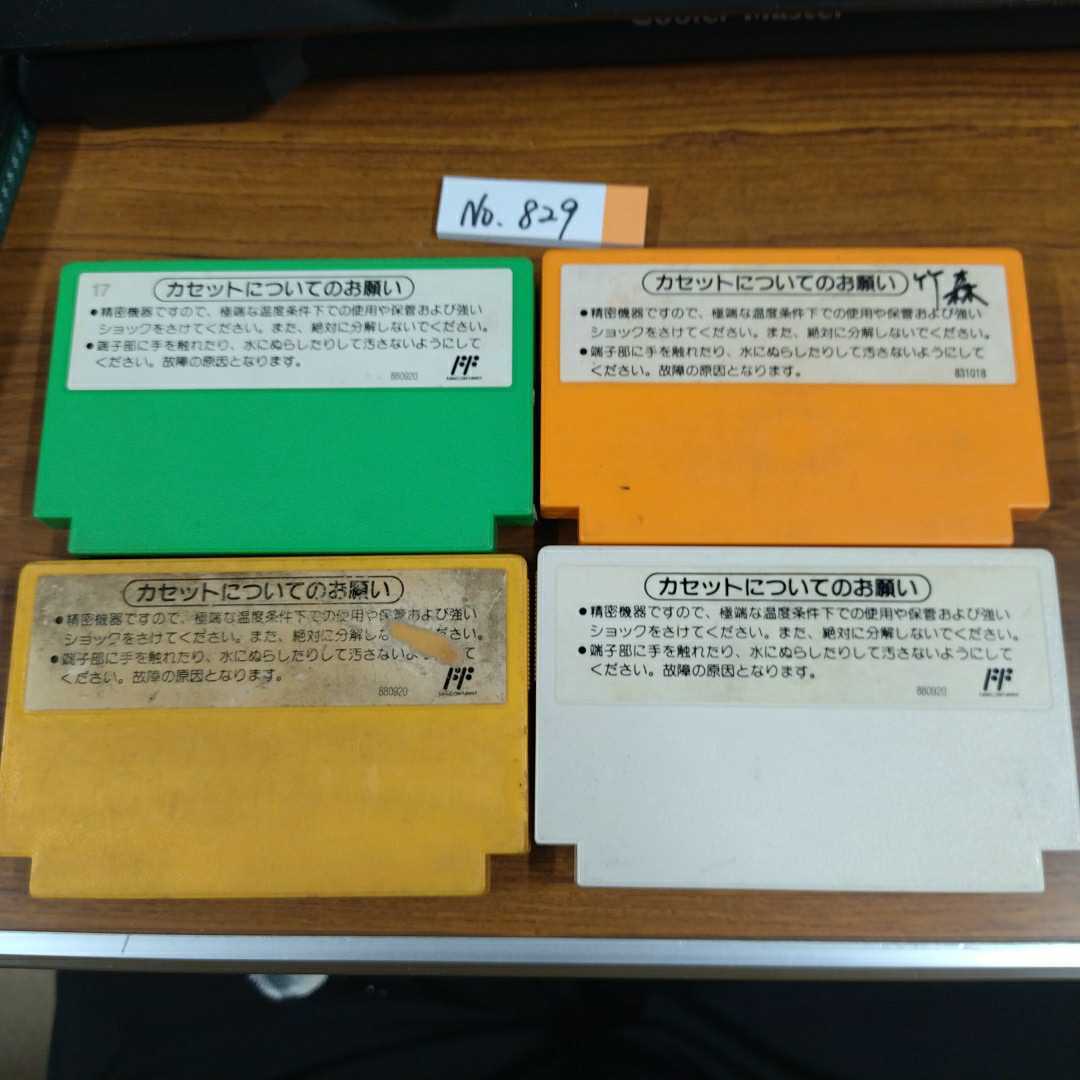 Cooler Master
No. 829
17
カセットについてのお願い
●精密機器ですので、極端な温度条件下での使用や保管および強い
ショックをさけてください。また、絶対に分解しないでください。
●端子部に手を触れたり、水にぬらしたりして汚さないようにして
ください。故障の原因となります。
880920
FF
カセットについてのお願い
竹森
●精密機器ですので、極端な温度条件下での使用や保管および強い
ショックをさけてください。また、絶対に分解しないでください。
●端子部に手を触れたり、水にぬらしたりして汚さないようにして
ください。故障の原因となります。
831018
カセットについてのお願い
●精密機器ですので、極端な温度条件下での使用や保管および強い
ショックをさけてください。また、絶対に分解しな ださい。
●端子部に手を触れたり、水にぬらしたりして汚さない て
ください。故障の原因となります。
880920
FF
カセットについてのお願い
●精密機器ですので、極端な温度条件下での使用や保管および強い
ショックをさけてください。また、絶対に分解しないでください。
●端子部に手を触れたり、水にぬらしたりして汚さないようにして
ください。故障の原因となります。
880920
FF